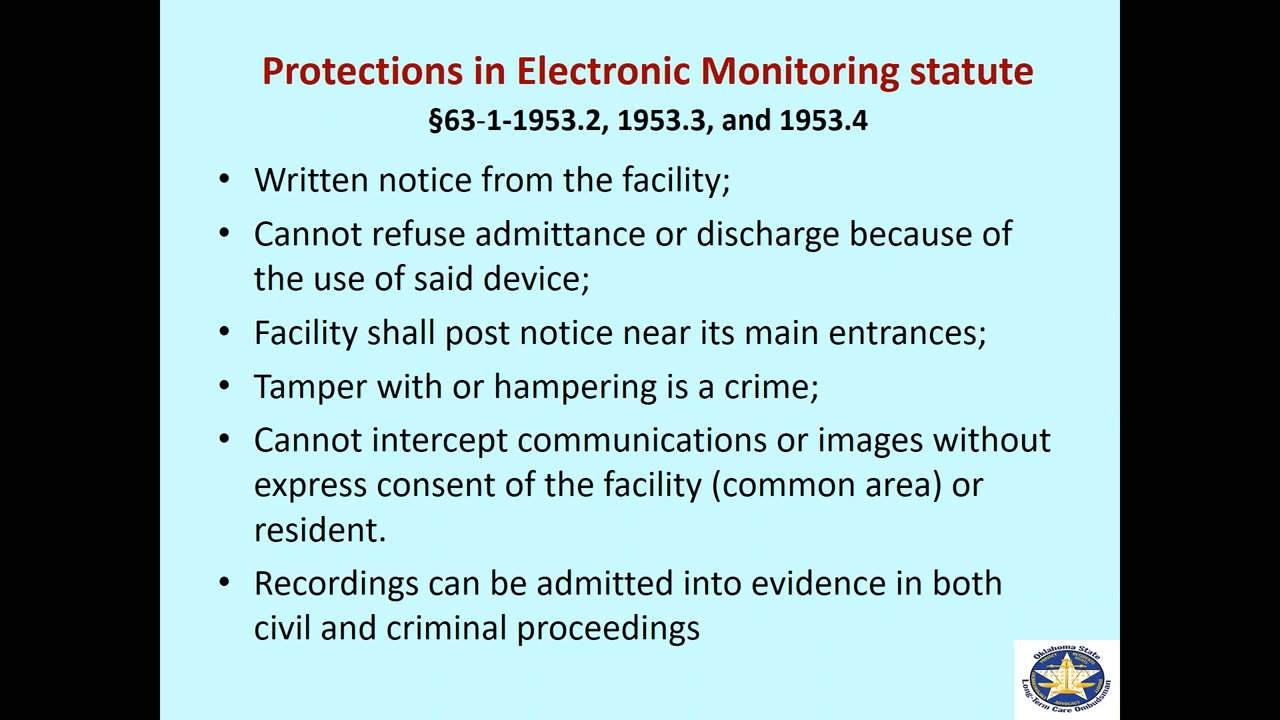 Protections in Electronic Monitoring statute
§63-1-1953.2, 1953.3, and 1953.4
• Written notice from the facility;
• Cannot refuse admittance or discharge because of
the use of said device;
• Facility shall post notice near its main entrances;
• Tamper with or hampering is a crime;
• Cannot intercept communications or images without
express consent of the facility (common area) or
resident.
• Recordings can be admitted into evidence in both
civil and criminal proceedings
Oklahoma State
Long-Term Care Ombudsman
ADVOCACY